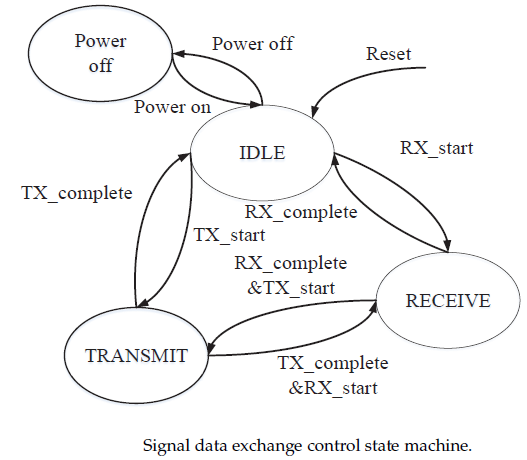 Power
off
Power off
Reset
Power on
IDLE
RX_start
TX_complete
RX_complete
TX_start
RX_complete
&TX_start
RECEIVE
TRANSMIT
TX_complete
&RX_start
Signal data exchange control state machine.